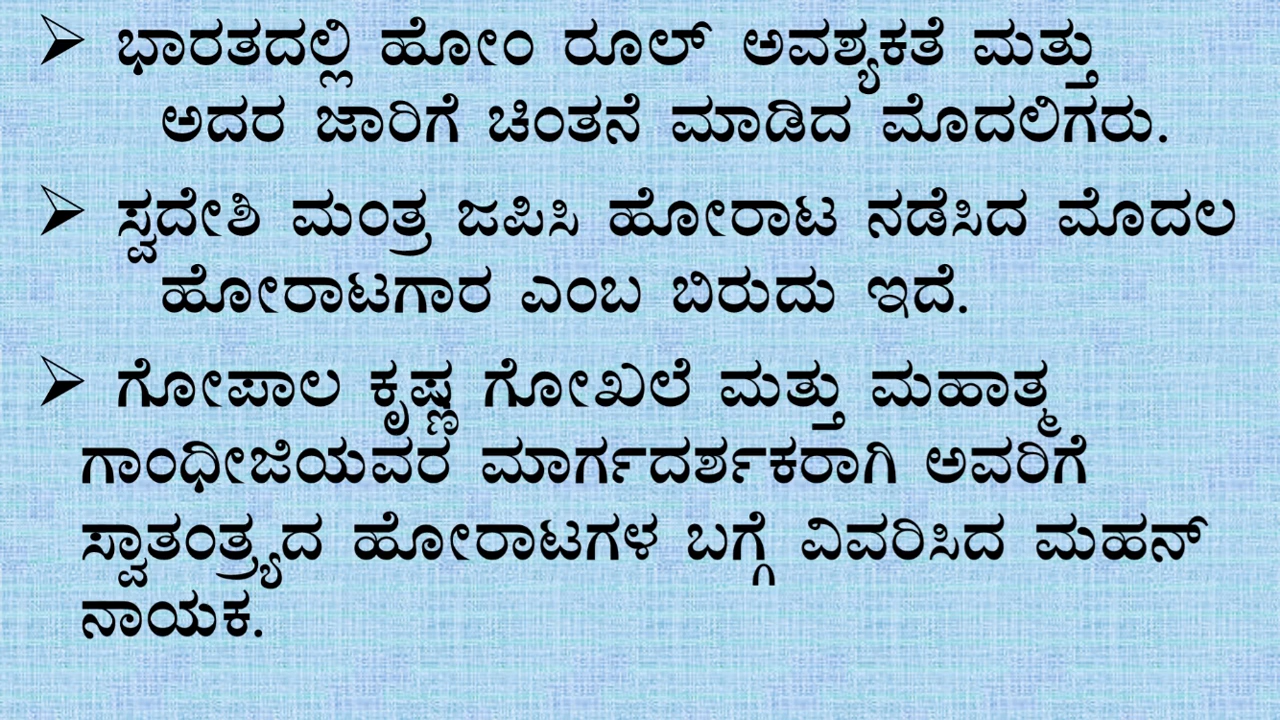 ➢ ಭಾರತದಲ್ಲಿ ಹೋಂ ರೂಲ್ ಅವಶ್ಯಕತೆ ಮತ್ತು
ಅದರ ಜಾರಿಗೆ ಚಿಂತನೆ ಮಾಡಿದ ಮೊದಲಿಗರು.
➢ ಸ್ವದೇಶಿ ಮಂತ್ರ ಜಪಿಸಿ ಹೋರಾಟ ನಡೆಸಿದ ಮೊದಲ
ಹೋರಾಟಗಾರ ಎಂಬ ಬಿರುದು ಇದೆ.
➢ ಗೋಪಾಲ ಕೃಷ್ಣ ಗೋಖಲೆ ಮತ್ತು ಮಹಾತ್ಮ
ಗಾಂಧೀಜಿಯವರ ಮಾರ್ಗದರ್ಶಕರಾಗಿ ಅವರಿಗೆ
ಸ್ವಾತಂತ್ರ್ಯದ ಹೋರಾಟಗಳ ಬಗ್ಗೆ ವಿವರಿಸಿದ ಮಹನ್
ನಾಯಕ.